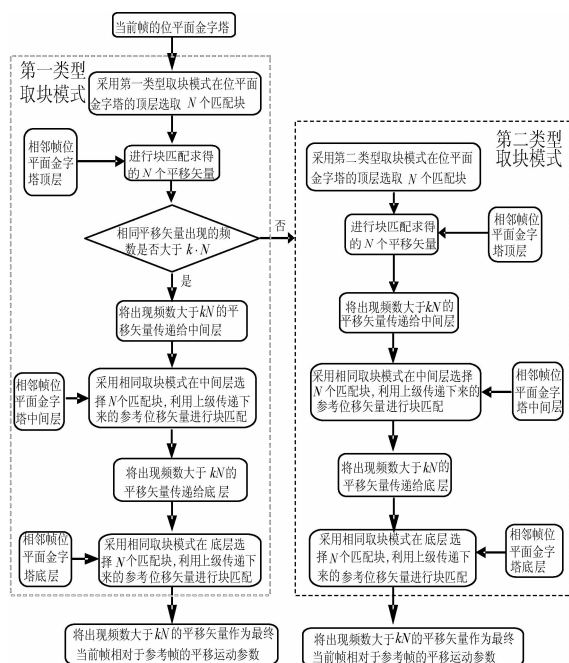 当前帧的位平面金字塔
第一类型
取块模式
采用第一类型取块模式在位平面
金字塔的顶层选取 N 个匹配块
相邻帧位
平面金字
塔顶层
进行块匹配求得
的 N 个平移矢量
相同平移矢量出现的频
数是否大于 k·N
否
是
将出现频数大于kN的平
移矢量传递给中间层
相邻帧位
平面金字
塔中间层
采用相同取块模式在中间层选
择 N个匹配块,利用上级传递下
来的参考位移矢量进行块匹配
将出现频数大于 kN的
平移矢量传递给底层
相邻帧位
平面金字
塔底层
采用相同取块模式在 底层选
择 N个匹配块,利用上级传递下
来的参考位移矢量进行块匹配
将出现频数大于kN的平移矢量作为最终
当前帧相对于参考帧的平移运动参数
第二类型
取块模式
采用第二类型取块模式在位平面
金字塔的顶层选取 N 个匹配块
进行块匹配求得
的 N 个平移矢量
相邻帧位
平面金字
塔顶层
将出现频数大于kN的
平移矢量传递给中间层
采用相同取块模式在中间层选择
N个匹配块,利用上级传递下来的
参考位移矢量进行块匹配
相邻帧位
平面金字
塔中间层
将出现频数大于kN的
平移矢量传递给底层
采用相同取块模式在 底层 选
择 N个匹配块,利用上级传递下
来的参考位移矢量进行块匹配
相邻帧位
平面金字
塔底层
将出现频数大于kN的平移矢量作为最终
当前帧相对于参考帧的平移运动参数